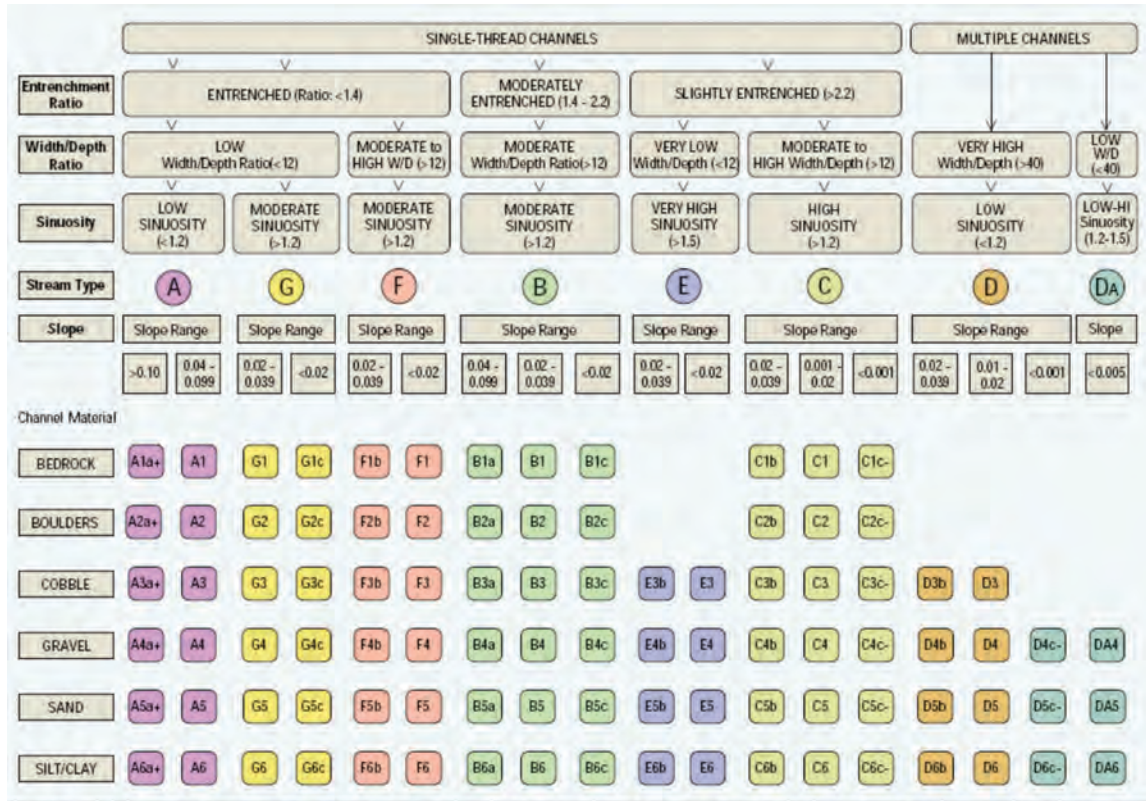 SINGLE-THREAD CHANNELS
MULTIPLE CHANNELS
Entrenchment
Ratio
ENTRENCHED (Ratio: <1.4)
MODERATELY
ENTRENCHED (1.4 - 2.2)
SLIGHTLY ENTRENCHED (>2.2)
Width/Depth
Ratio
LOW
Width/Depth Ratio(<12)
MODERATE to
HIGH W/D (>12)
MODERATE
Width/Depth Ratio(>12)
VERY LOW
Width/Depth (<12)
MODERATE to
HIGH Width/Depth (>12)
VERY HIGH
Width/Depth (>40)
LOW
W/D
(<40)
Sinuosity
LOW
SINUOSITY
(<1.2)
MODERATE
SINUOSITY
(>1.2)
MODERATE
SINUOSITY
(>1.2)
MODERATE
SINUOSITY
(>1.2)
VERY HIGH
SINUOSITY
(>1.5)
HIGH
SINUOSITY
(>1.2)
LOW
SINUOSITY
(<1.2)
LOW-HI
Sinuosity
(1.2-1.5)
Stream Type
A
G
F
B
E
C
D
DA
Slope
Slope Range
Slope Range
Slope Range
Slope Range
Slope Range
Slope Range
Slope Range
Slope
>0.10
0.04 -
0.099
0.02 -
0.039
<0.02
0.02 -
0.039
<0.02
0.04 -
0.099
0.02 -
0.039
<0.02
0.02 -
0.039
<0.02
0.02 -
0.039
0.001 -
0.02
<0.001
0.02 -
0.039
0.01 -
0.02
<0.001
<0.005
Channel Material
BEDROCK A1a+ A1 G1 G1c F1b F1 B1a B1 B1c C1b C1 C1c-
BOULDERS A2a+ A2 G2 G2c F2b F2 B2a B2 B2c C2b C2 C2c-
COBBLE A3a+ A3 G3 G3c F3b F3 B3a B3 B3c E3b E3 C3b C3 C3c- D3b D3
GRAVEL A4a+ A4 G4 G4c F4b F4 B4a B4 B4c E4b E4 C4b C4 C4c- D4b D4 D4c- DA4
SAND A5a+ A5 G5 G5c F5b F5 B5a B5 B5c E5b E5 C5b C5 C5c- D5b D5 D5c- DA5
SILT/CLAY A6a+ A6 G6 G6c F6b F6 B6a B6 B6c E6b E6 C6b C6 C6c- D6b D6 D6c- DA6